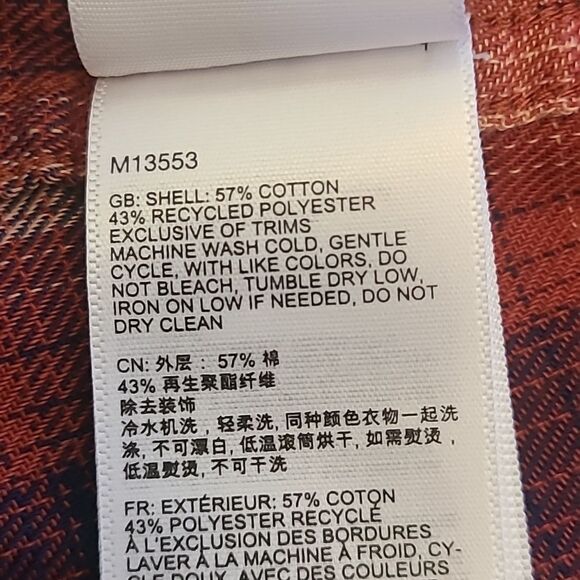 M13553
GB: SHELL: 57% COTTON
43% RECYCLED POLYESTER
EXCLUSIVE OF TRIMS
MACHINE WASH COLD, GENTLE
CYCLE, WITH LIKE COLORS, DO
NOT BLEACH, TUMBLE DRY LOW,
IRON ON LOW IF NEEDED, DO NOT
DRY CLEAN
CN: 外层： 57% 棉
43% 再生聚酯纤维
除去装饰
冷水机洗，轻柔洗, 同种颜色衣物一起洗
涤, 不可漂白, 低温滚筒烘干, 如需熨烫，
低温熨烫, 不可干洗
FR: EXTÉRIEUR: 57% COTON
43% POLYESTER RECYCLÉ
À L'EXCLUSION DES BORDURES
LAVER À LA MACHINE À FROID, CY-
CLE DOUX, AVEC DES COULEURS